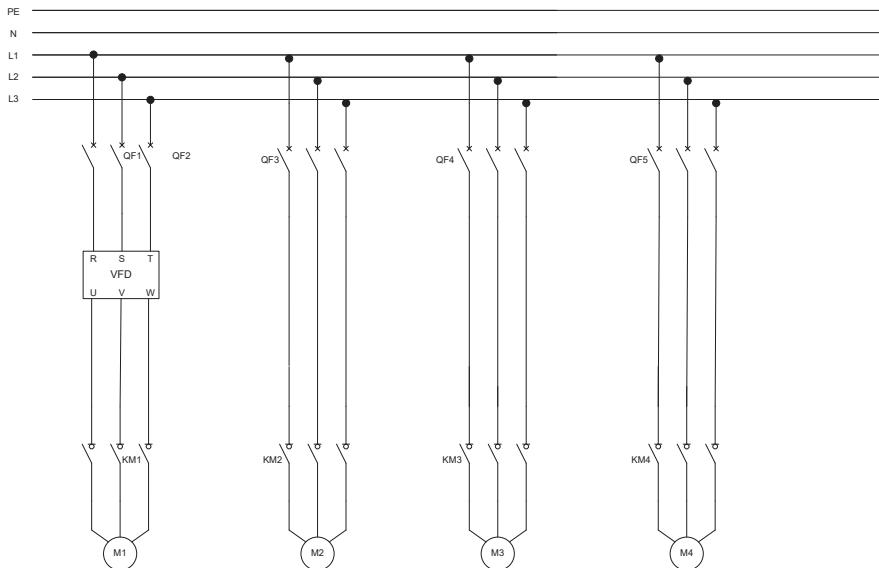 PE
N
L1
L2
L3
QF1 QF2 QF3 QF4 QF5
R S T
VFD
U V W
KM1 KM2 KM3 KM4
M1 M2 M3 M4